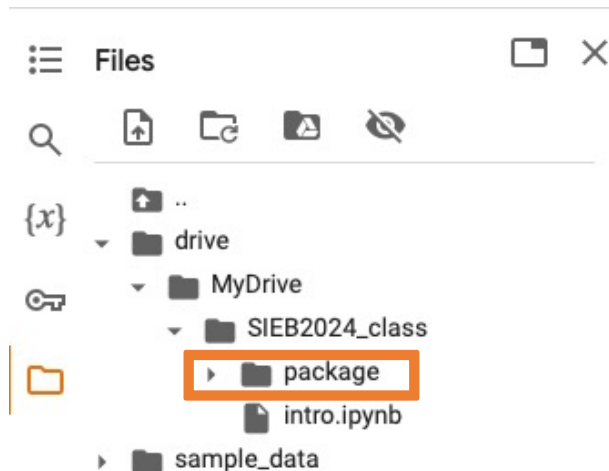 Files
..
{x}
drive
MyDrive
SIEB2024_class
package
intro.ipynb
sample_data